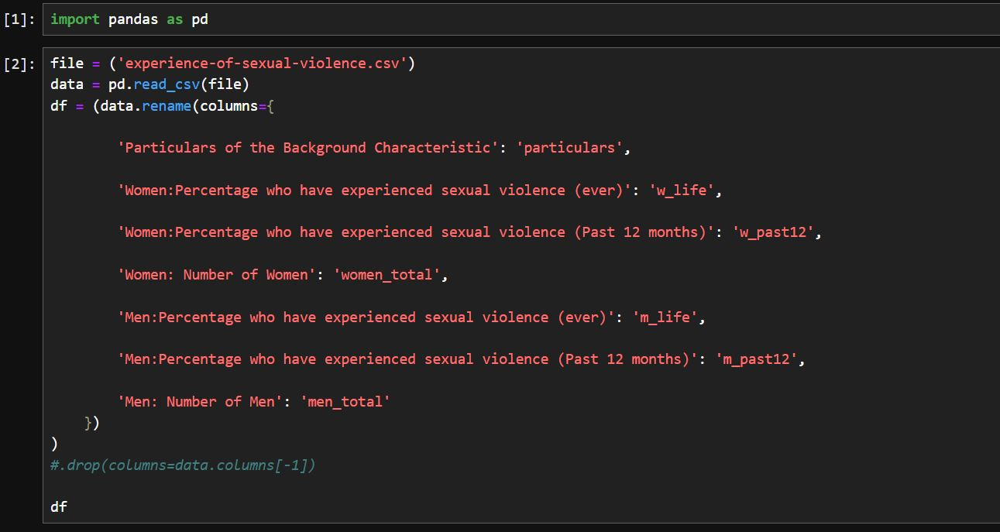 [1]: import pandas as pd
[2]: file = ('experience-of-sexual-violence.csv')
data = pd.read_csv(file)
df = (data.rename(columns={
'Particulars of the Background Characteristic': 'particulars',
'Women:Percentage who have experienced sexual violence (ever)': 'w_life',
'Women:Percentage who have experienced sexual violence (Past 12 months)': 'w_past12',
'Women: Number of Women': 'women_total',
'Men:Percentage who have experienced sexual violence (ever)': 'm_life',
'Men:Percentage who have experienced sexual violence (Past 12 months)': 'm_past12',
'Men: Number of Men': 'men_total'
})
)
#.drop(columns=data.columns[-1])
df